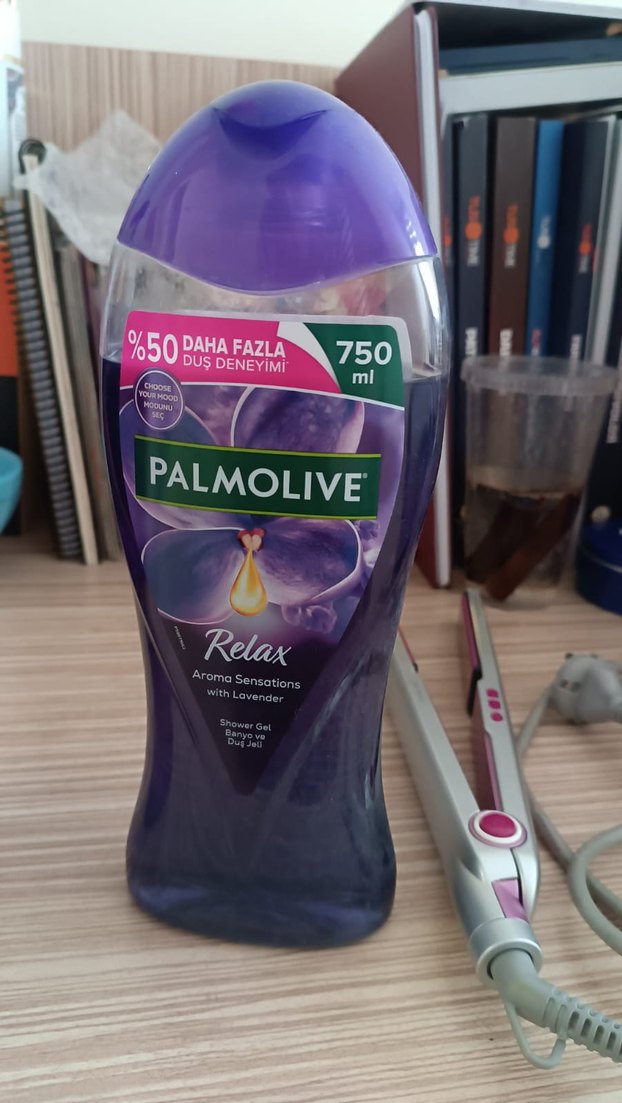 %50 DAHA FAZLA
DUŞ DENEYİMİ*
750
ml
CHOOSE
YOUR MOOD
MODUNU
SEÇ
PALMOLIVE®
Relax
Aroma Sensations
with Lavender
Shower Gel
Banyo ve
Duş Jeli